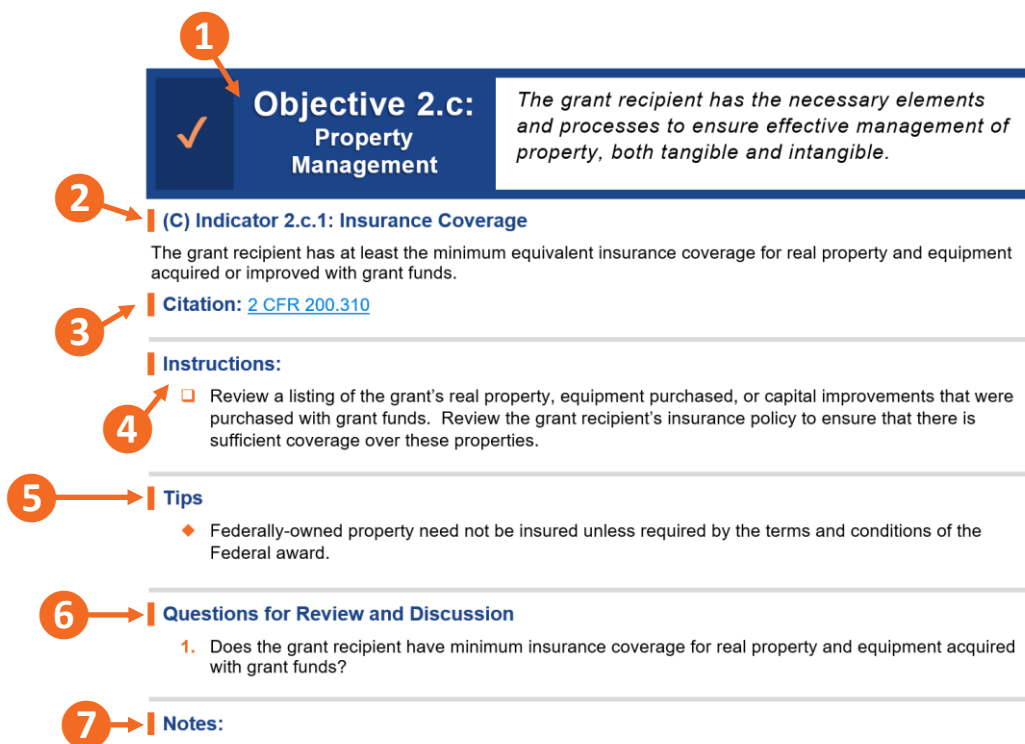 1
Objective 2.c:
Property
Management
The grant recipient has the necessary elements
and processes to ensure effective management of
property, both tangible and intangible.
2
(C) Indicator 2.c.1: Insurance Coverage
The grant recipient has at least the minimum equivalent insurance coverage for real property and equipment
acquired or improved with grant funds.
3
Citation: 2 CFR 200.310
Instructions:
4
Review a listing of the grant's real property, equipment purchased, or capital improvements that were
purchased with grant funds.  Review the grant recipient's insurance policy to ensure that there is
sufficient coverage over these properties.
5
Tips
Federally-owned property need not be insured unless required by the terms and conditions of the
Federal award.
6
Questions for Review and Discussion
1. Does the grant recipient have minimum insurance coverage for real property and equipment acquired
with grant funds?
7
Notes: